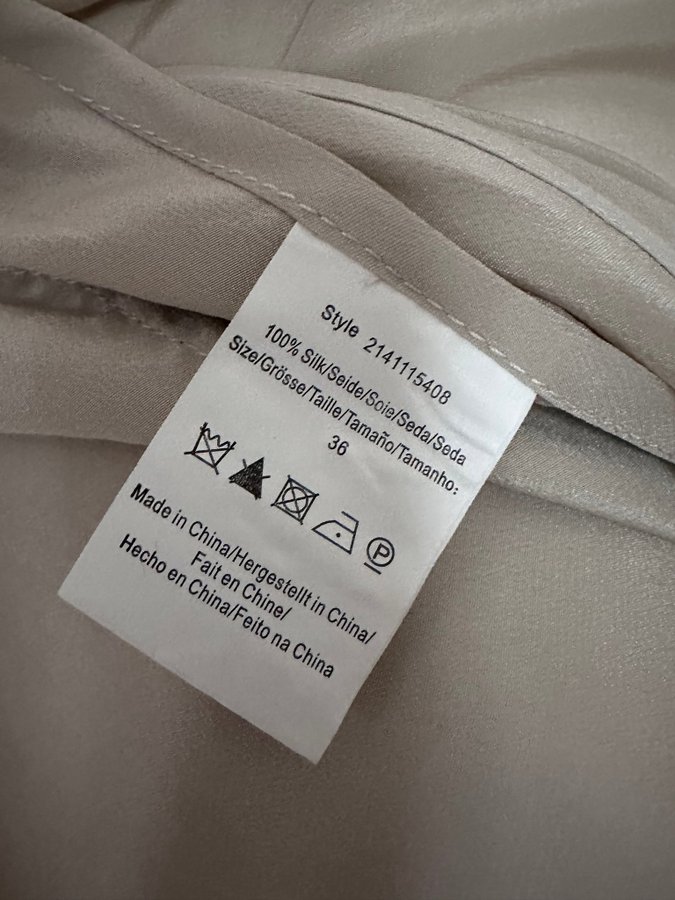 Style 2141115408
100% Silk/Seide/Soie/Seda/Seda
Size/Grösse/Taille/Tamaño/Tamanho:
36
P
Made in China/Hergestellt in China/
Fait en Chine/
Hecho en China/Feito na China